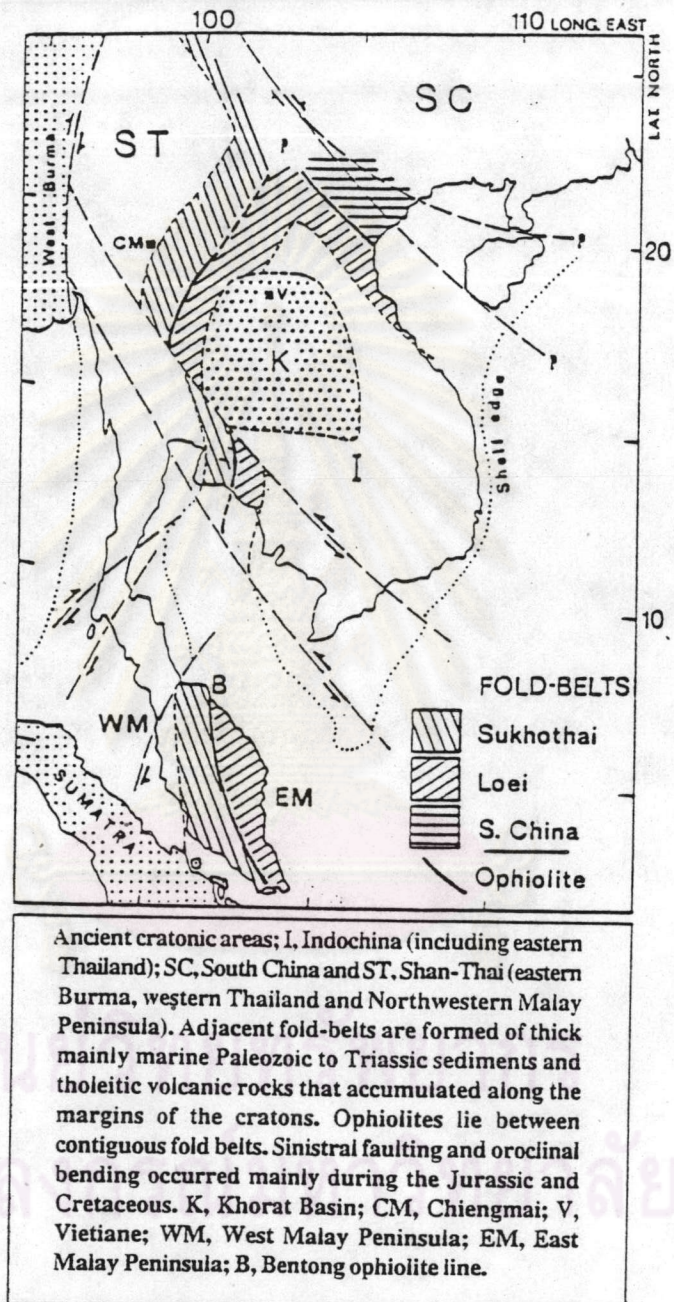 100
110 LONG. EAST
LAT NORTH
SC
ST
West Burma
P
CM
20
P
V
K
P
Shelf edge
I
10
B
FOLD-BELTS
WM
Sukhothai
Loei
SUMATRA
EM
S. China
Ophiolite
Ancient cratonic areas; I, Indochina (including eastern
Thailand); SC, South China and ST, Shan-Thai (eastern
Burma, western Thailand and Northwestern Malay
Peninsula). Adjacent fold-belts are formed of thick
mainly marine Paleozoic to Triassic sediments and
tholeitic volcanic rocks that accumulated along the
margins of the cratons. Ophiolites lie between
contiguous fold belts. Sinistral faulting and oroclinal
bending occurred mainly during the Jurassic and
Cretaceous. K, Khorat Basin; CM, Chiengmai; V,
Vietiane; WM, West Malay Peninsula; EM, East
Malay Peninsula; B, Bentong ophiolite line.